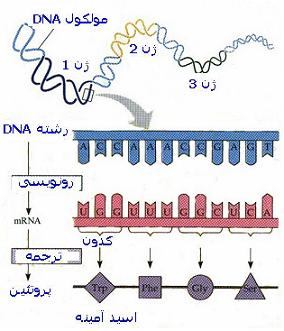 مولکول DNA
ژن 2
ژن 1
ژن 3
رشته DNA
A C C A A A C C G A G T
رونویسی
mRNA
U G G U U U G G C U C A
کدون
ترجمه
پروتئین
Trp Phe Gly Ser
اسید آمینه